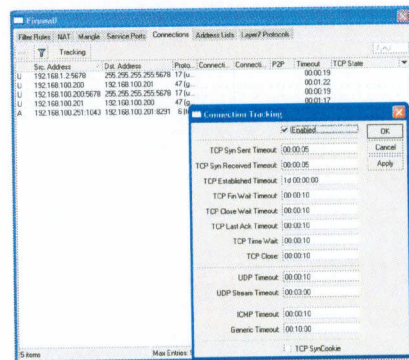 Firewall
Filter Rules NAT Mangle Service Ports Connections Address Lists Layer7 Protocols
Tracking
Src. Address Dst. Address Proto... Connecti... Connecti... P2P Timeout TCP State
U 192.168.1.2:5678 255.255.255.255:5678 17 (u... 00:00:19
U 192.168.100.200 192.168.100.201 47 (g... 00:01:22
U 192.168.100.200:5678 255.255.255.255:5678 17 (u... 00:00:19
U 192.168.100.201 192.168.100.200 47 (g... 00:01:17
A 192.168.100.251:1043 192.168.100.201:8291 6 (t...
Connection Tracking
Enabled
OK
TCP Syn Sent Timeout: 00:00:05
Cancel
TCP Syn Received Timeout: 00:00:05
Apply
TCP Established Timeout: 1d 00:00:00
TCP Fin Wait Timeout: 00:00:10
TCP Close Wait Timeout: 00:00:10
TCP Last Ack Timeout: 00:00:10
TCP Time Wait: 00:00:10
TCP Close: 00:00:10
UDP Timeout: 00:00:10
UDP Stream Timeout: 00:03:00
ICMP Timeout: 00:00:10
Generic Timeout: 00:10:00
TCP SynCookie
5 items Max Entries: